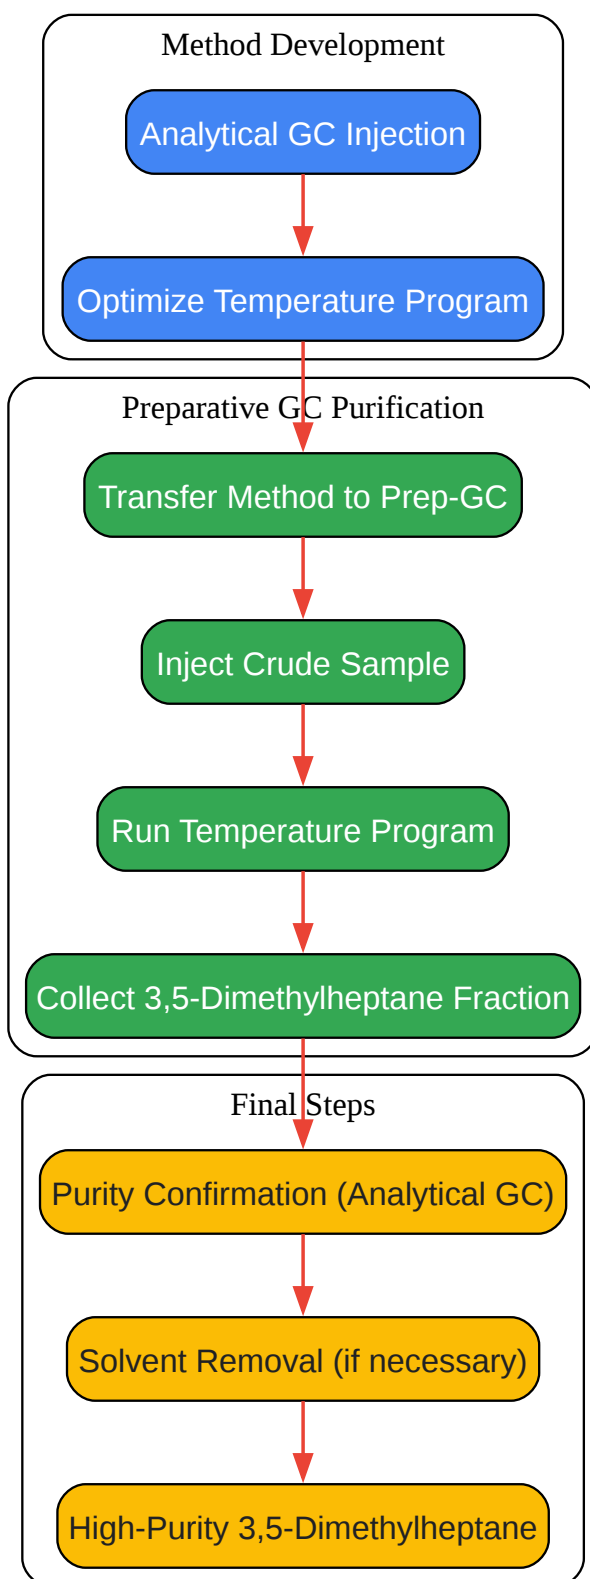 Method Development
Analytical GC Injection
Optimize Temperature Program
Preparative GC Purification
Transfer Method to Prep-GC
Inject Crude Sample
Run Temperature Program
Collect 3,5-Dimethylheptane Fraction
Final Steps
Purity Confirmation (Analytical GC)
Solvent Removal (if necessary)
High-Purity 3,5-Dimethylheptane